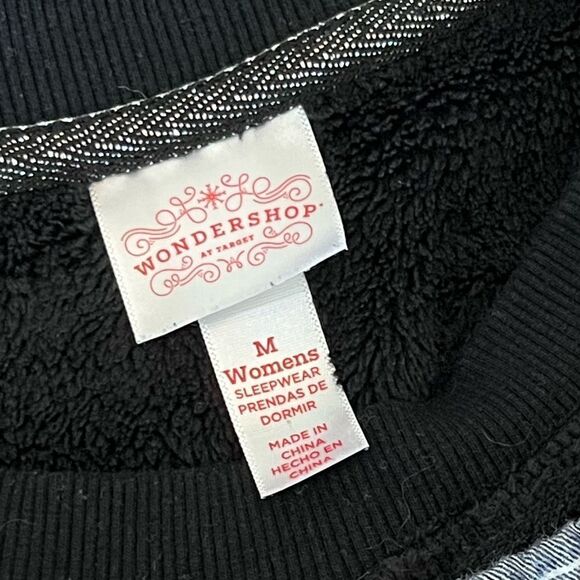 WONDERSHOP
AT TARGET
M
Womens
SLEEPWEAR
PRENDAS DE
DORMIR
MADE IN
CHINA
HECHO EN
CHINA